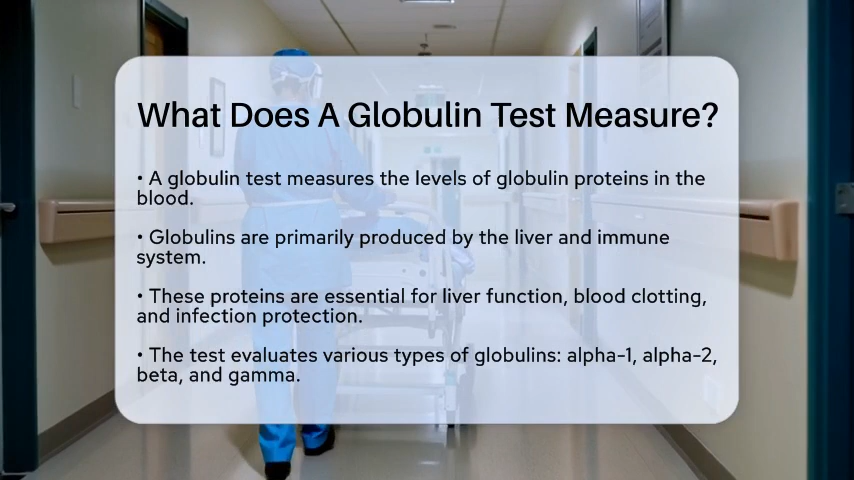 What Does A Globulin Test Measure?
• A globulin test measures the levels of globulin proteins in the
blood.
• Globulins are primarily produced by the liver and immune
system.
• These proteins are essential for liver function, blood clotting,
and infection protection.
• The test evaluates various types of globulins: alpha-1, alpha-2,
beta, and gamma.